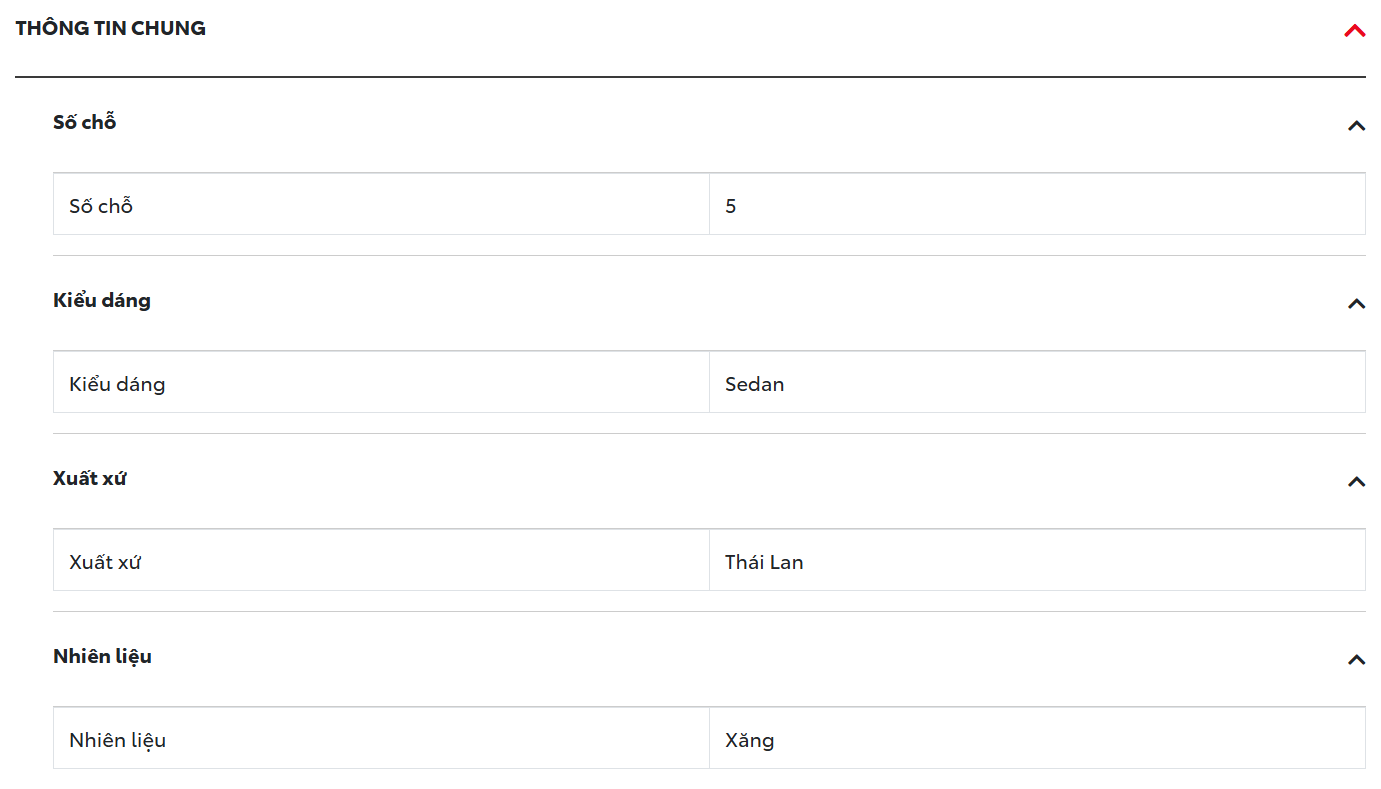 THÔNG TIN CHUNG
Số chỗ
Số chỗ 5
Kiểu dáng
Kiểu dáng Sedan
Xuất xứ
Xuất xứ Thái Lan
Nhiên liệu
Nhiên liệu Xăng